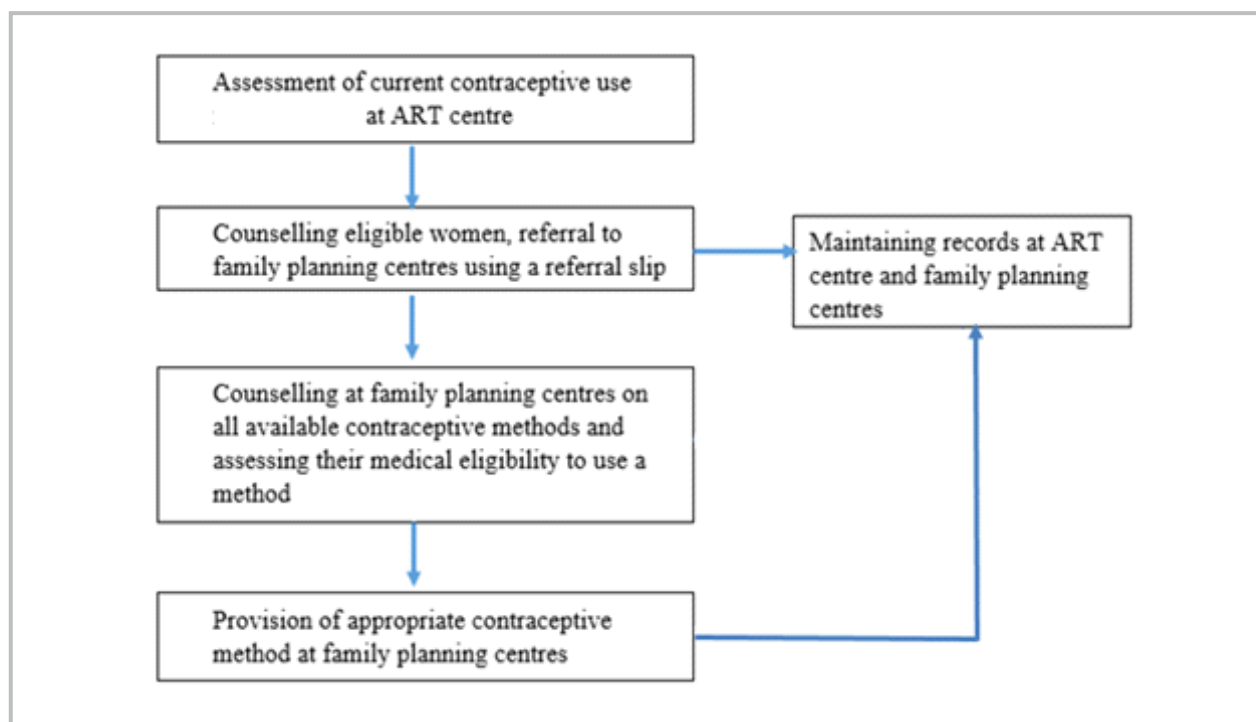 Assessment of current contraceptive use
at ART centre
Counselling eligible women, referral to
family planning centres using a referral slip
Maintaining records at ART
centre and family planning
centres
Counselling at family planning centres on
all available contraceptive methods and
assessing their medical eligibility to use a
method
Provision of appropriate contraceptive
method at family planning centres